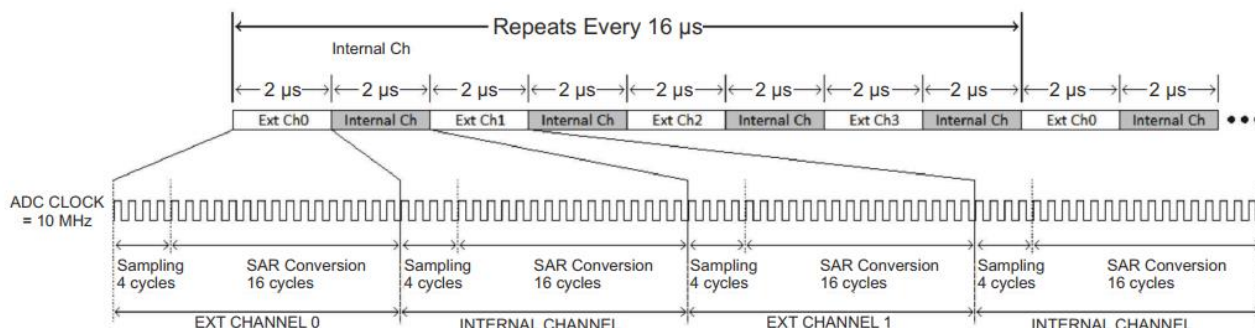 Repeats Every 16 µs
Internal Ch
2 µs 2 µs 2 µs 2 µs 2 µs 2 µs 2 µs 2 µs 2 µs 2 µs
Ext Ch0 Internal Ch Ext Ch1 Internal Ch Ext Ch2 Internal Ch Ext Ch3 Internal Ch Ext Ch0 Internal Ch
ADC CLOCK
= 10 MHz
Sampling SAR Conversion Sampling SAR Conversion Sampling SAR Conversion Sampling SAR Conversion
4 cycles 16 cycles 4 cycles 16 cycles 4 cycles 16 cycles 4 cycles 16 cycles
EXT CHANNEL 0 INTERNAL CHANNEL EXT CHANNEL 1 INTERNAL CHANNEL